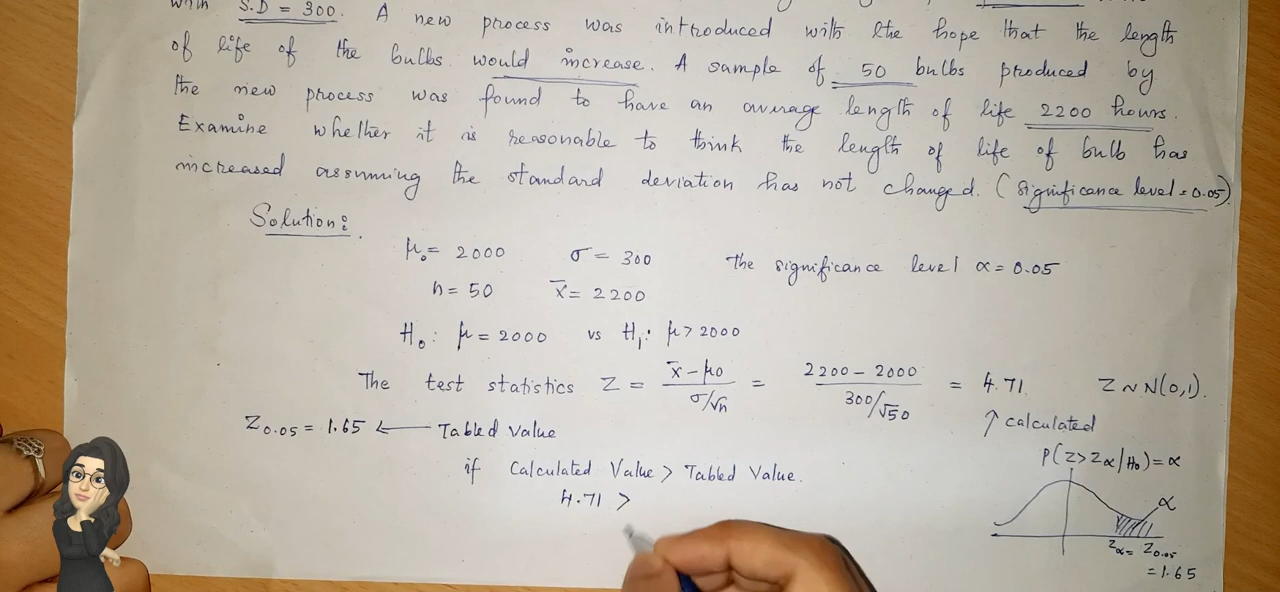 with S.D = 300. A new process was introduced with the hope that the length
of life of the bulbs would increase. A sample of 50 bulbs produced by
the new process was found to have an average length of life 2200 hours.
Examine whether it is reasonable to think the length of life of bulb has
increased assuming the standard deviation has not changed. (Significance level = 0.05)
Solution:
μ₀ = 2000 σ = 300 The significance level α = 0.05
n = 50 x̄ = 2200
H₀: μ = 2000 vs H₁: μ > 2000
The test statistics Z = (x̄ - μ₀)/(σ/√n) = (2200 - 2000)/(300/√50) = 4.71 Z ~ N(0,1).
↑ calculated
Z₀.₀₅ = 1.65 ← Tabled Value
P(Z > Zα / H₀) = α
if Calculated Value > Tabled Value.
4.71 >
α
Zα = Z₀.₀₅
= 1.65